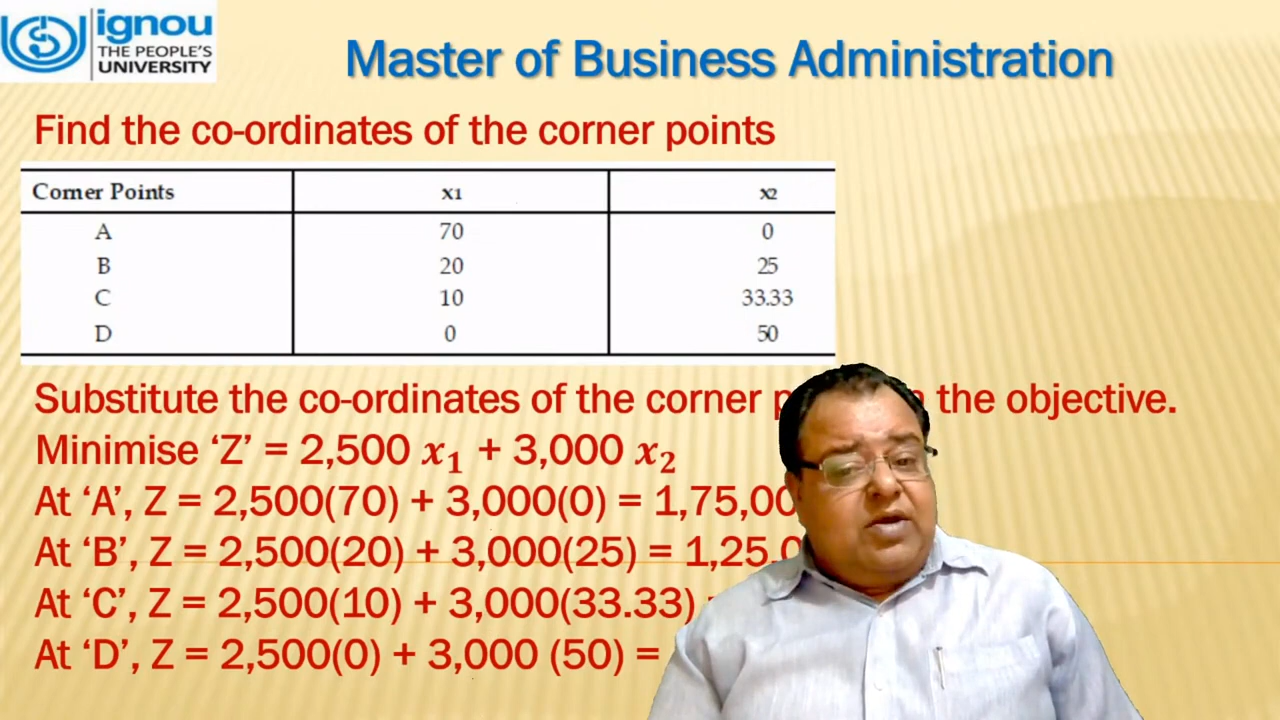 ignou
THE PEOPLE'S
UNIVERSITY
Master of Business Administration
Find the co-ordinates of the corner points
Corner Points x1 x2
A 70 0
B 20 25
C 10 33.33
D 0 50
Substitute the co-ordinates of the corner the objective.
Minimise ‘Z’ = 2,500 x₁ + 3,000 x₂
At ‘A’, Z = 2,500(70) + 3,000(0) = 1,75,00
At ‘B’, Z = 2,500(20) + 3,000(25) = 1,25,0
At ‘C’, Z = 2,500(10) + 3,000(33.33)
At ‘D’, Z = 2,500(0) + 3,000 (50) =